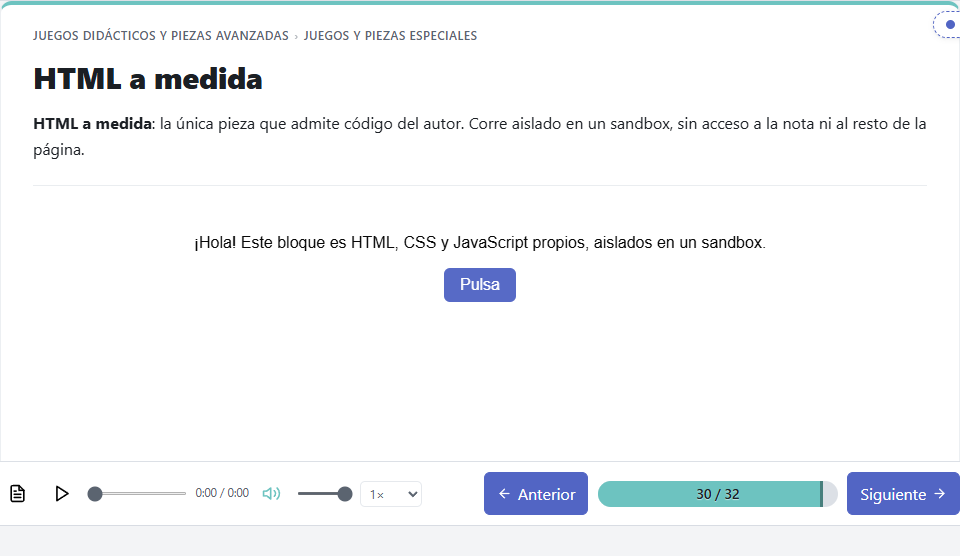 JUEGOS DIDÁCTICOS Y PIEZAS AVANZADAS › JUEGOS Y PIEZAS ESPECIALES
HTML a medida
HTML a medida: la única pieza que admite código del autor. Corre aislado en un sandbox, sin acceso a la nota ni al resto de la
página.
¡Hola! Este bloque es HTML, CSS y JavaScript propios, aislados en un sandbox.
Pulsa
0:00 / 0:00 1× ← Anterior 30 / 32 Siguiente →